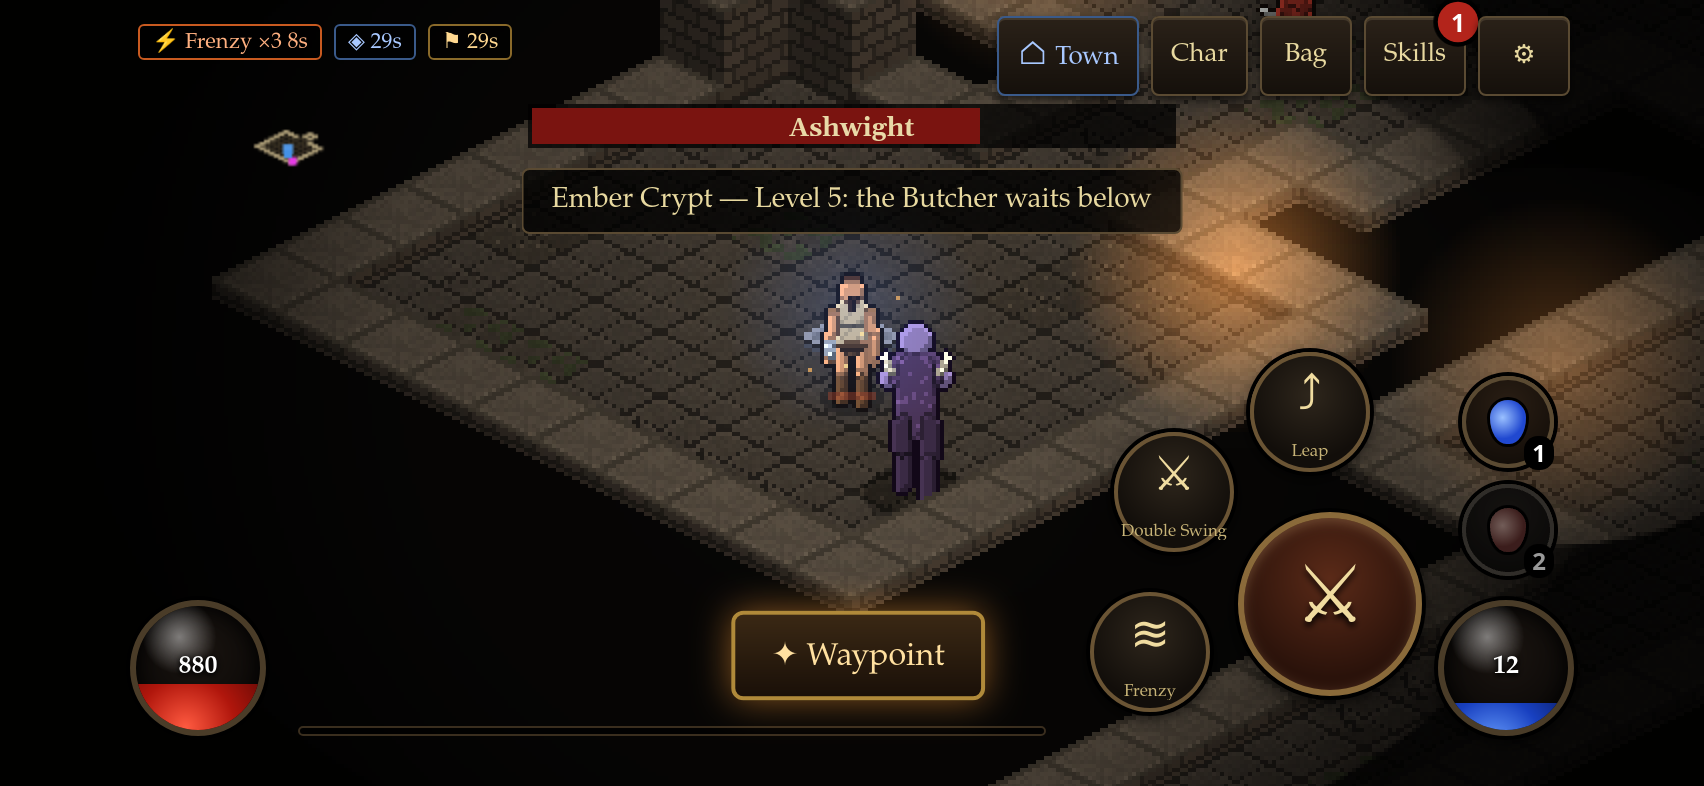 ⚡ Frenzy ×3 8s
◈ 29s
⚑ 29s
Town
Char
Bag
Skills
1
Ashwight
Ember Crypt — Level 5: the Butcher waits below
Leap
1
Double Swing
2
✦ Waypoint
880
12
Frenzy